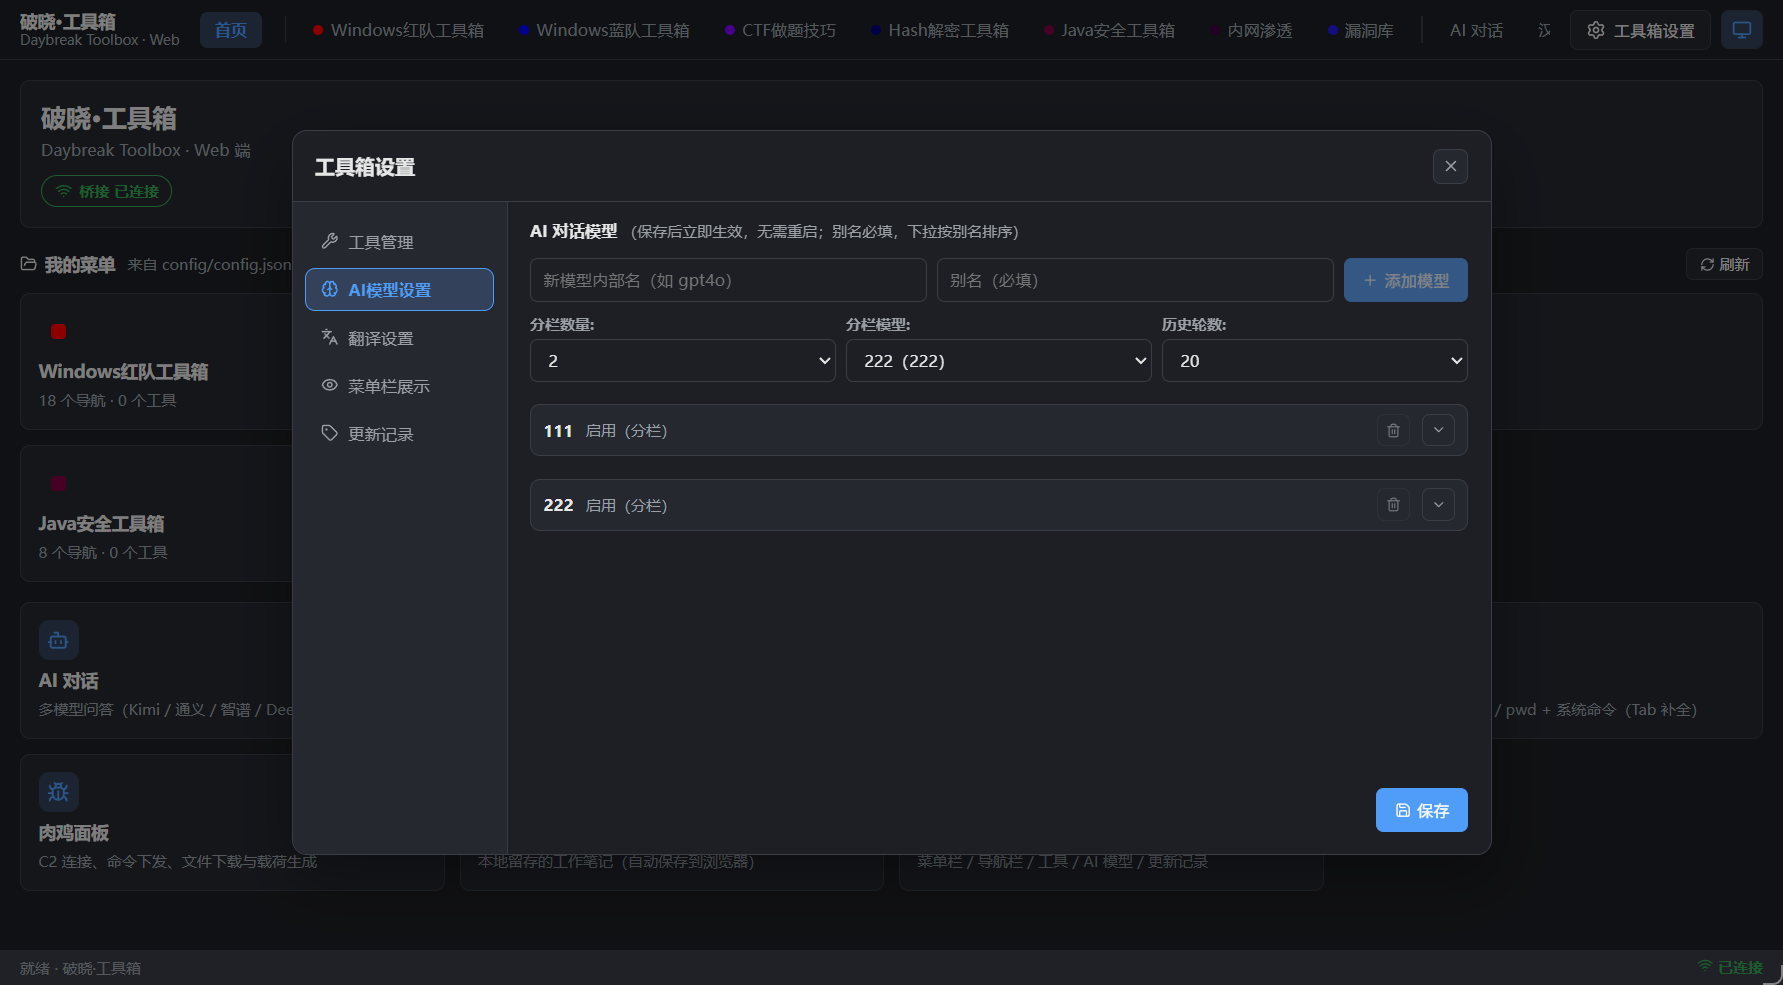 破晓•工具箱
Daybreak Toolbox · Web
首页
Windows红队工具箱
Windows蓝队工具箱
CTF做题技巧
Hash解密工具箱
Java安全工具箱
内网渗透
漏洞库
AI 对话
工具箱设置
破晓•工具箱
Daybreak Toolbox · Web 端
桥接 已连接
我的菜单 来自 config/config.json
刷新
Windows红队工具箱
18 个导航 · 0 个工具
Java安全工具箱
8 个导航 · 0 个工具
AI 对话
多模型问答（Kimi / 通义 / 智谱 / Dee
/ pwd + 系统命令（Tab 补全）
肉鸡面板
C2 连接、命令下发、文件下载与载荷生成
本地留存的工作笔记（自动保存到浏览器）
菜单栏 / 导航栏 / 工具 / AI 模型 / 更新记录
工具箱设置
工具管理
AI模型设置
翻译设置
菜单栏展示
更新记录
AI 对话模型 （保存后立即生效，无需重启；别名必填，下拉按别名排序）
新模型内部名（如 gpt4o）
别名（必填）
+ 添加模型
分栏数量:
分栏模型:
历史轮数:
2
222（222）
20
111 启用（分栏）
222 启用（分栏）
保存
就绪 · 破晓·工具箱
已连接